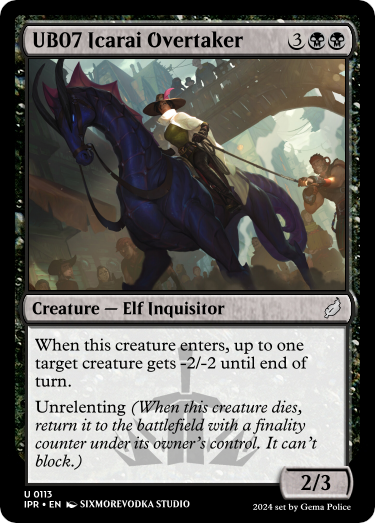 UB07 Icarai Overtaker 3
Creature — Elf Inquisitor
When this creature enters, up to one
target creature gets -2/-2 until end of
turn.
Unrelenting (When this creature dies,
return it to the battlefield with a finality
counter under its owner's control. It can't
block.)
2/3
U 0113
IPR • EN SIXMOREVODKA STUDIO
2024 set by Gema Police